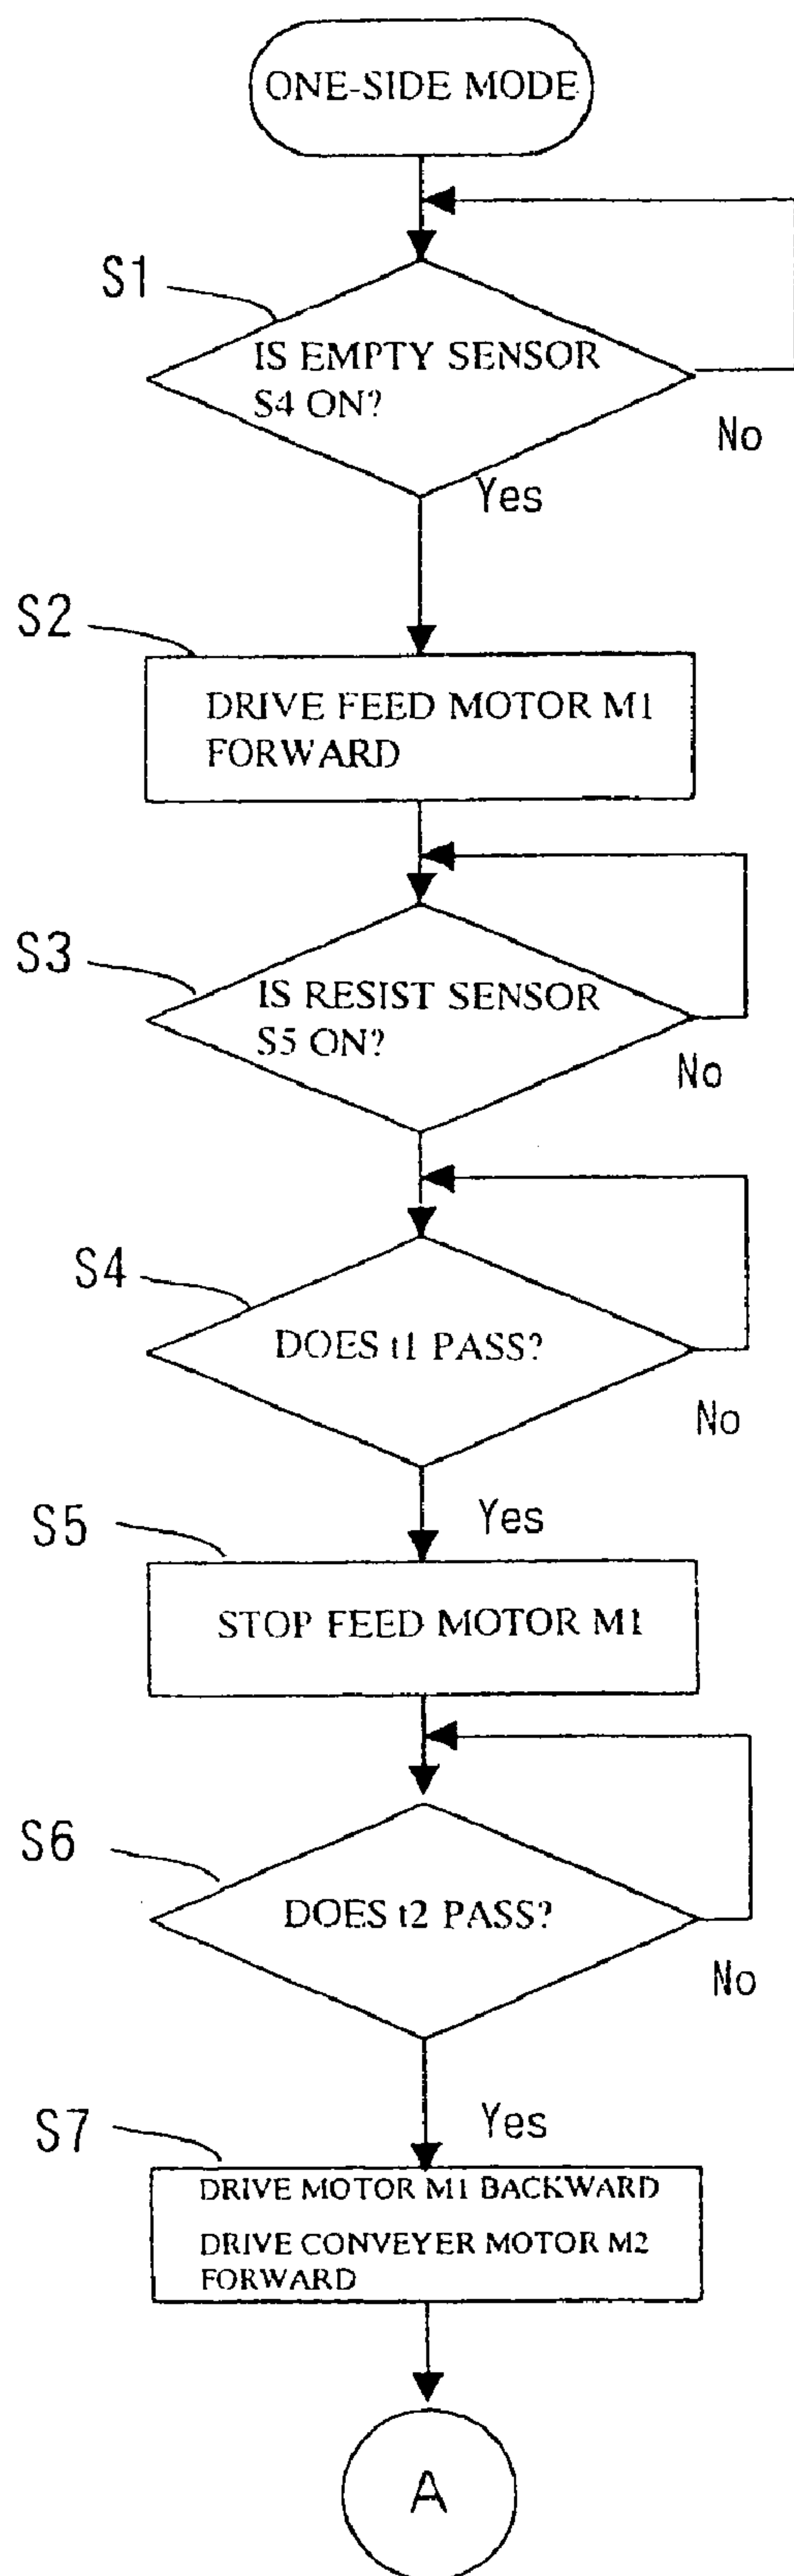 ONE-SIDE MODE
S1
IS EMPTY SENSOR
S4 ON?
No
Yes
S2
DRIVE FEED MOTOR M1
FORWARD
S3
IS RESIST SENSOR
S5 ON?
No
S4
DOES t1 PASS?
No
Yes
S5
STOP FEED MOTOR M1
S6
DOES t2 PASS?
No
Yes
S7
DRIVE MOTOR M1 BACKWARD
DRIVE CONVEYER MOTOR M2
FORWARD
A